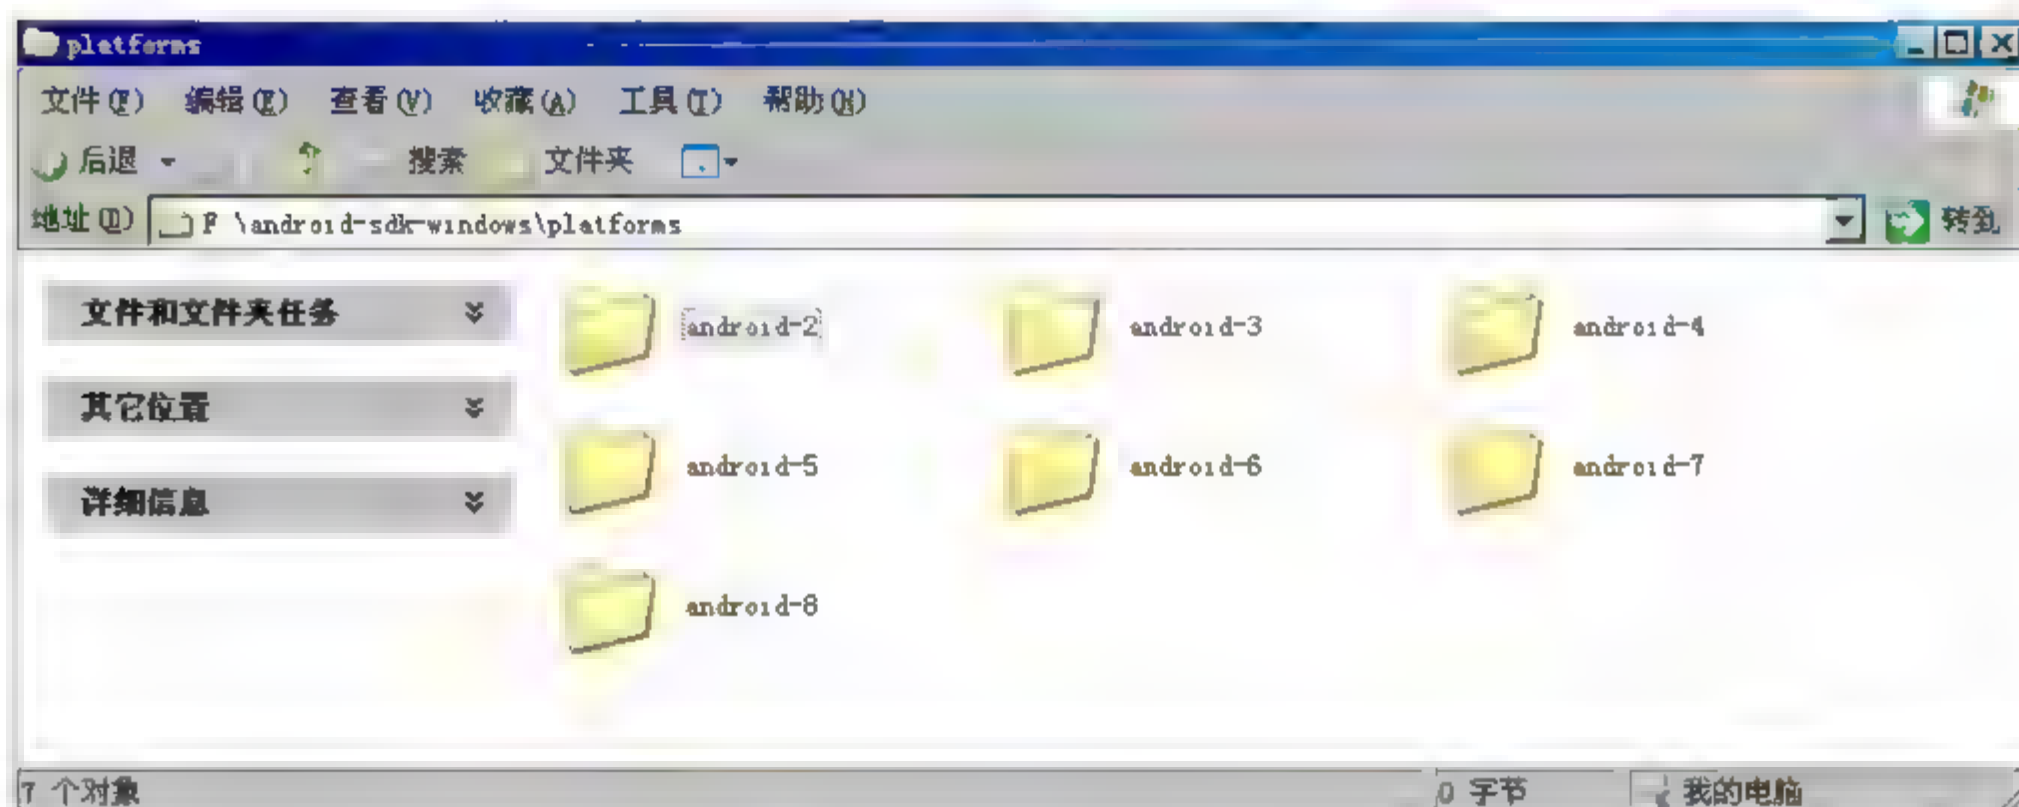 platforms
文件(F) 编辑(E) 查看(V) 收藏(A) 工具(T) 帮助(H)
后退 搜索 文件夹
地址(D) F \android-sdk-windows\platforms 转到
文件和文件夹任务
其它位置
详细信息
android-2 android-3 android-4
android-5 android-6 android-7
android-8
7 个对象 0 字节 我的电脑